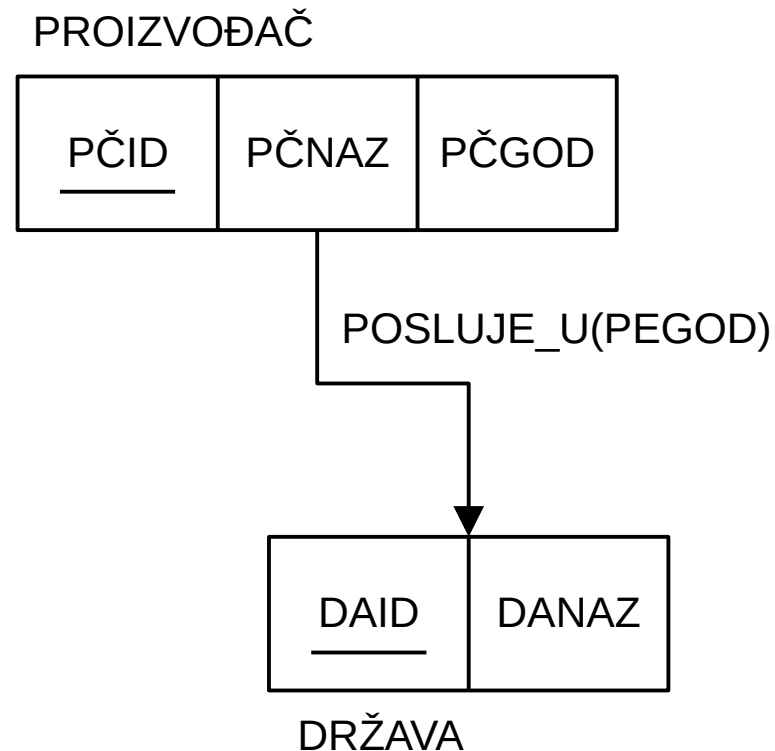 PROIZVOĐAČ
PČID PČNAZ PČGOD
POSLUJE_U(PEGOD)
DAID DANAZ
DRŽAVA